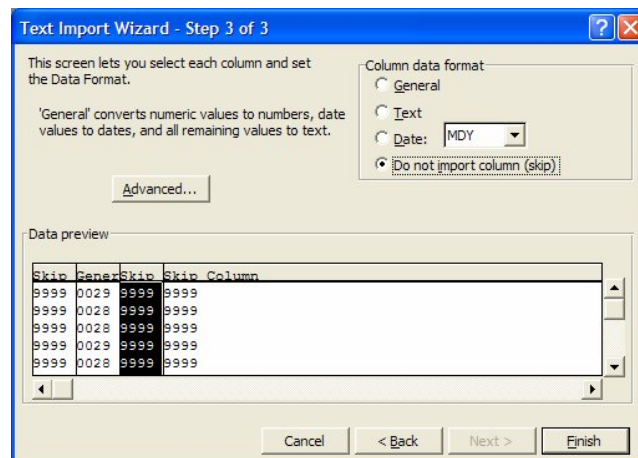 Text Import Wizard - Step 3 of 3
This screen lets you select each column and set
the Data Format.
'General' converts numeric values to numbers, date
values to dates, and all remaining values to text.
Advanced...
Column data format
General
Text
Date: MDY
Do not import column (skip)
Data preview
Skip Gener Skip Skip Column
9999 0029 9999 9999
9999 0028 9999 9999
9999 0028 9999 9999
9999 0029 9999 9999
9999 0028 9999 9999
Cancel < Back Next > Finish